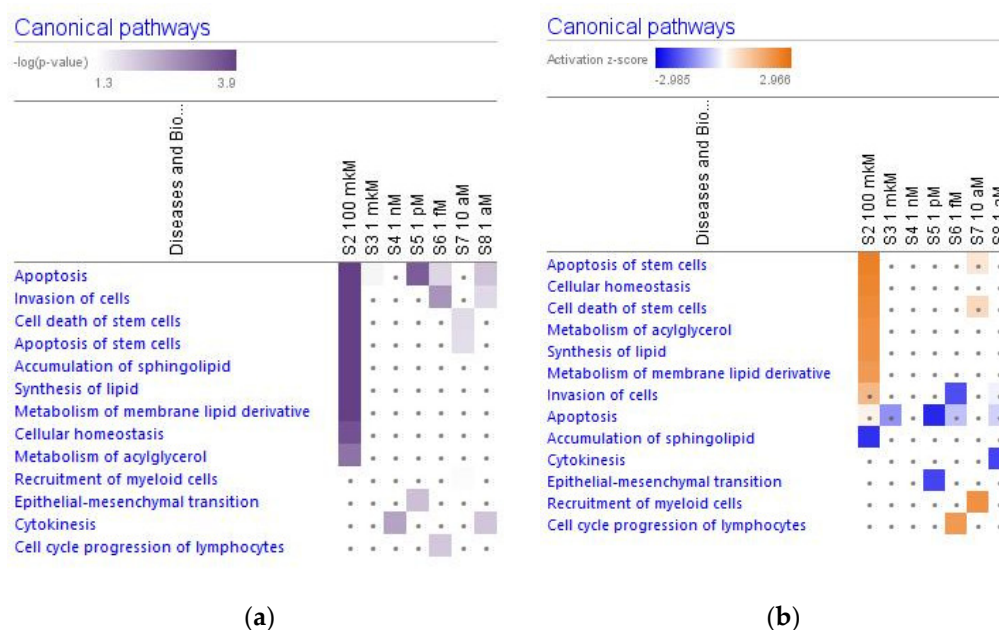 Canonical pathways
-log(p-value)
1.3 3.9
Diseases and Bio...
S2 100 mkM
S3 1 mkM
S4 1 nM
S5 1 pM
S6 1 fM
S7 10 aM
S8 1 aM
Apoptosis
Invasion of cells
Cell death of stem cells
Apoptosis of stem cells
Accumulation of sphingolipid
Synthesis of lipid
Metabolism of membrane lipid derivative
Cellular homeostasis
Metabolism of acylglycerol
Recruitment of myeloid cells
Epithelial-mesenchymal transition
Cytokinesis
Cell cycle progression of lymphocytes
(a)
Canonical pathways
Activation z-score
-2.985 2.966
Diseases and Bio...
S2 100 mkM
S3 1 mkM
S4 1 nM
S5 1 pM
S6 1 fM
S7 10 aM
S8 1 aM
Apoptosis of stem cells
Cellular homeostasis
Cell death of stem cells
Metabolism of acylglycerol
Synthesis of lipid
Metabolism of membrane lipid derivative
Invasion of cells
Apoptosis
Accumulation of sphingolipid
Cytokinesis
Epithelial-mesenchymal transition
Recruitment of myeloid cells
Cell cycle progression of lymphocytes
(b)